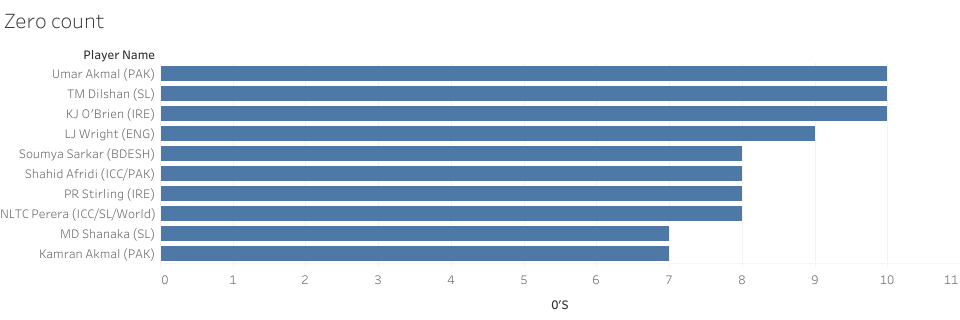 Zero count
Player Name
Umar Akmal (PAK)
TM Dilshan (SL)
KJ O'Brien (IRE)
LJ Wright (ENG)
Soumya Sarkar (BDESH)
Shahid Afridi (ICC/PAK)
PR Stirling (IRE)
NLTC Perera (ICC/SL/World)
MD Shanaka (SL)
Kamran Akmal (PAK)
0 1 2 3 4 5 6 7 8 9 10 11
0'S